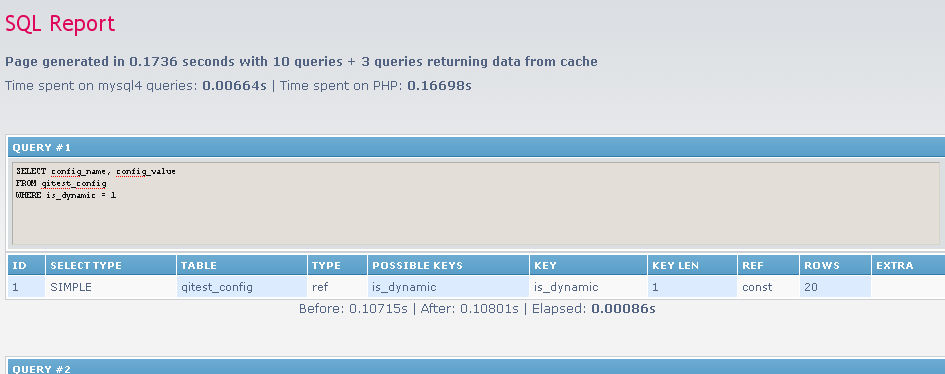 SQL Report
Page generated in 0.1736 seconds with 10 queries + 3 queries returning data from cache
Time spent on mysql4 queries: 0.00664s | Time spent on PHP: 0.16698s
QUERY #1
SELECT config_name, config_value
FROM qitest_config
WHERE is_dynamic = 1
ID SELECT TYPE TABLE TYPE POSSIBLE KEYS KEY KEY LEN REF ROWS EXTRA
1 SIMPLE qitest_config ref is_dynamic is_dynamic 1 const 20
Before: 0.10715s | After: 0.10801s | Elapsed: 0.00086s
QUERY #2